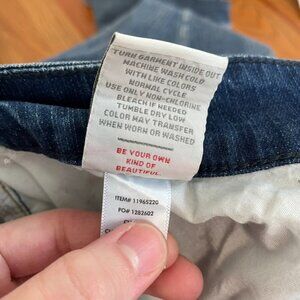 TURN GARMENT INSIDE OUT
MACHINE WASH COLD
WITH LIKE COLORS
NORMAL CYCLE
USE ONLY NON-CHLORINE
BLEACH IF NEEDED
TUMBLE DRY LOW
COLOR MAY TRANSFER
WHEN WORN OR WASHED
BE YOUR OWN
KIND OF
BEAUTIFUL
ITEM# 11965220
PO# 1282602